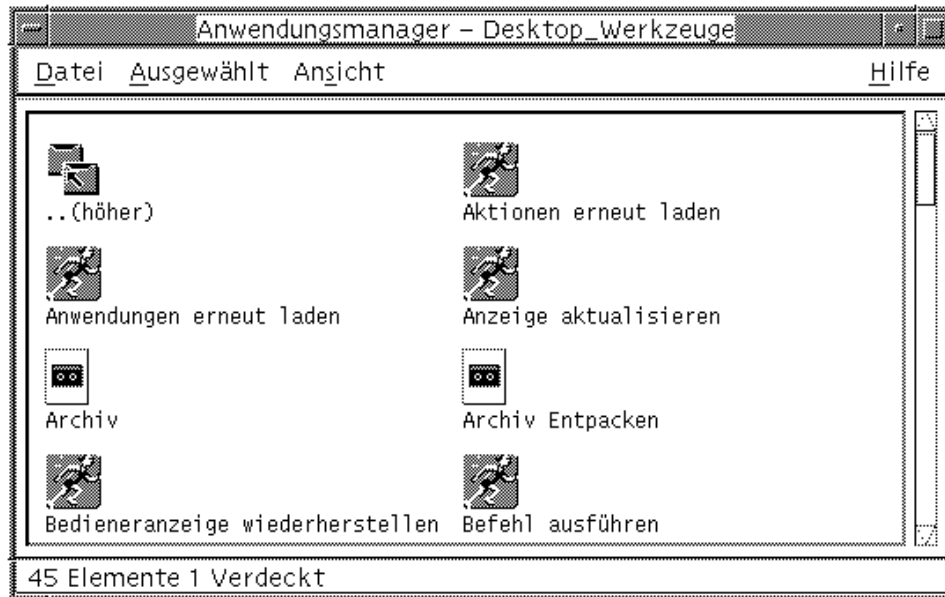 Anwendungsmanager – Desktop_Werkzeuge
Datei Ausgewählt Ansicht Hilfe
..(höher) Aktionen erneut laden
Anwendungen erneut laden Anzeige aktualisieren
Archiv Archiv Entpacken
Bedieneranzeige wiederherstellen Befehl ausführen
45 Elemente 1 Verdeckt